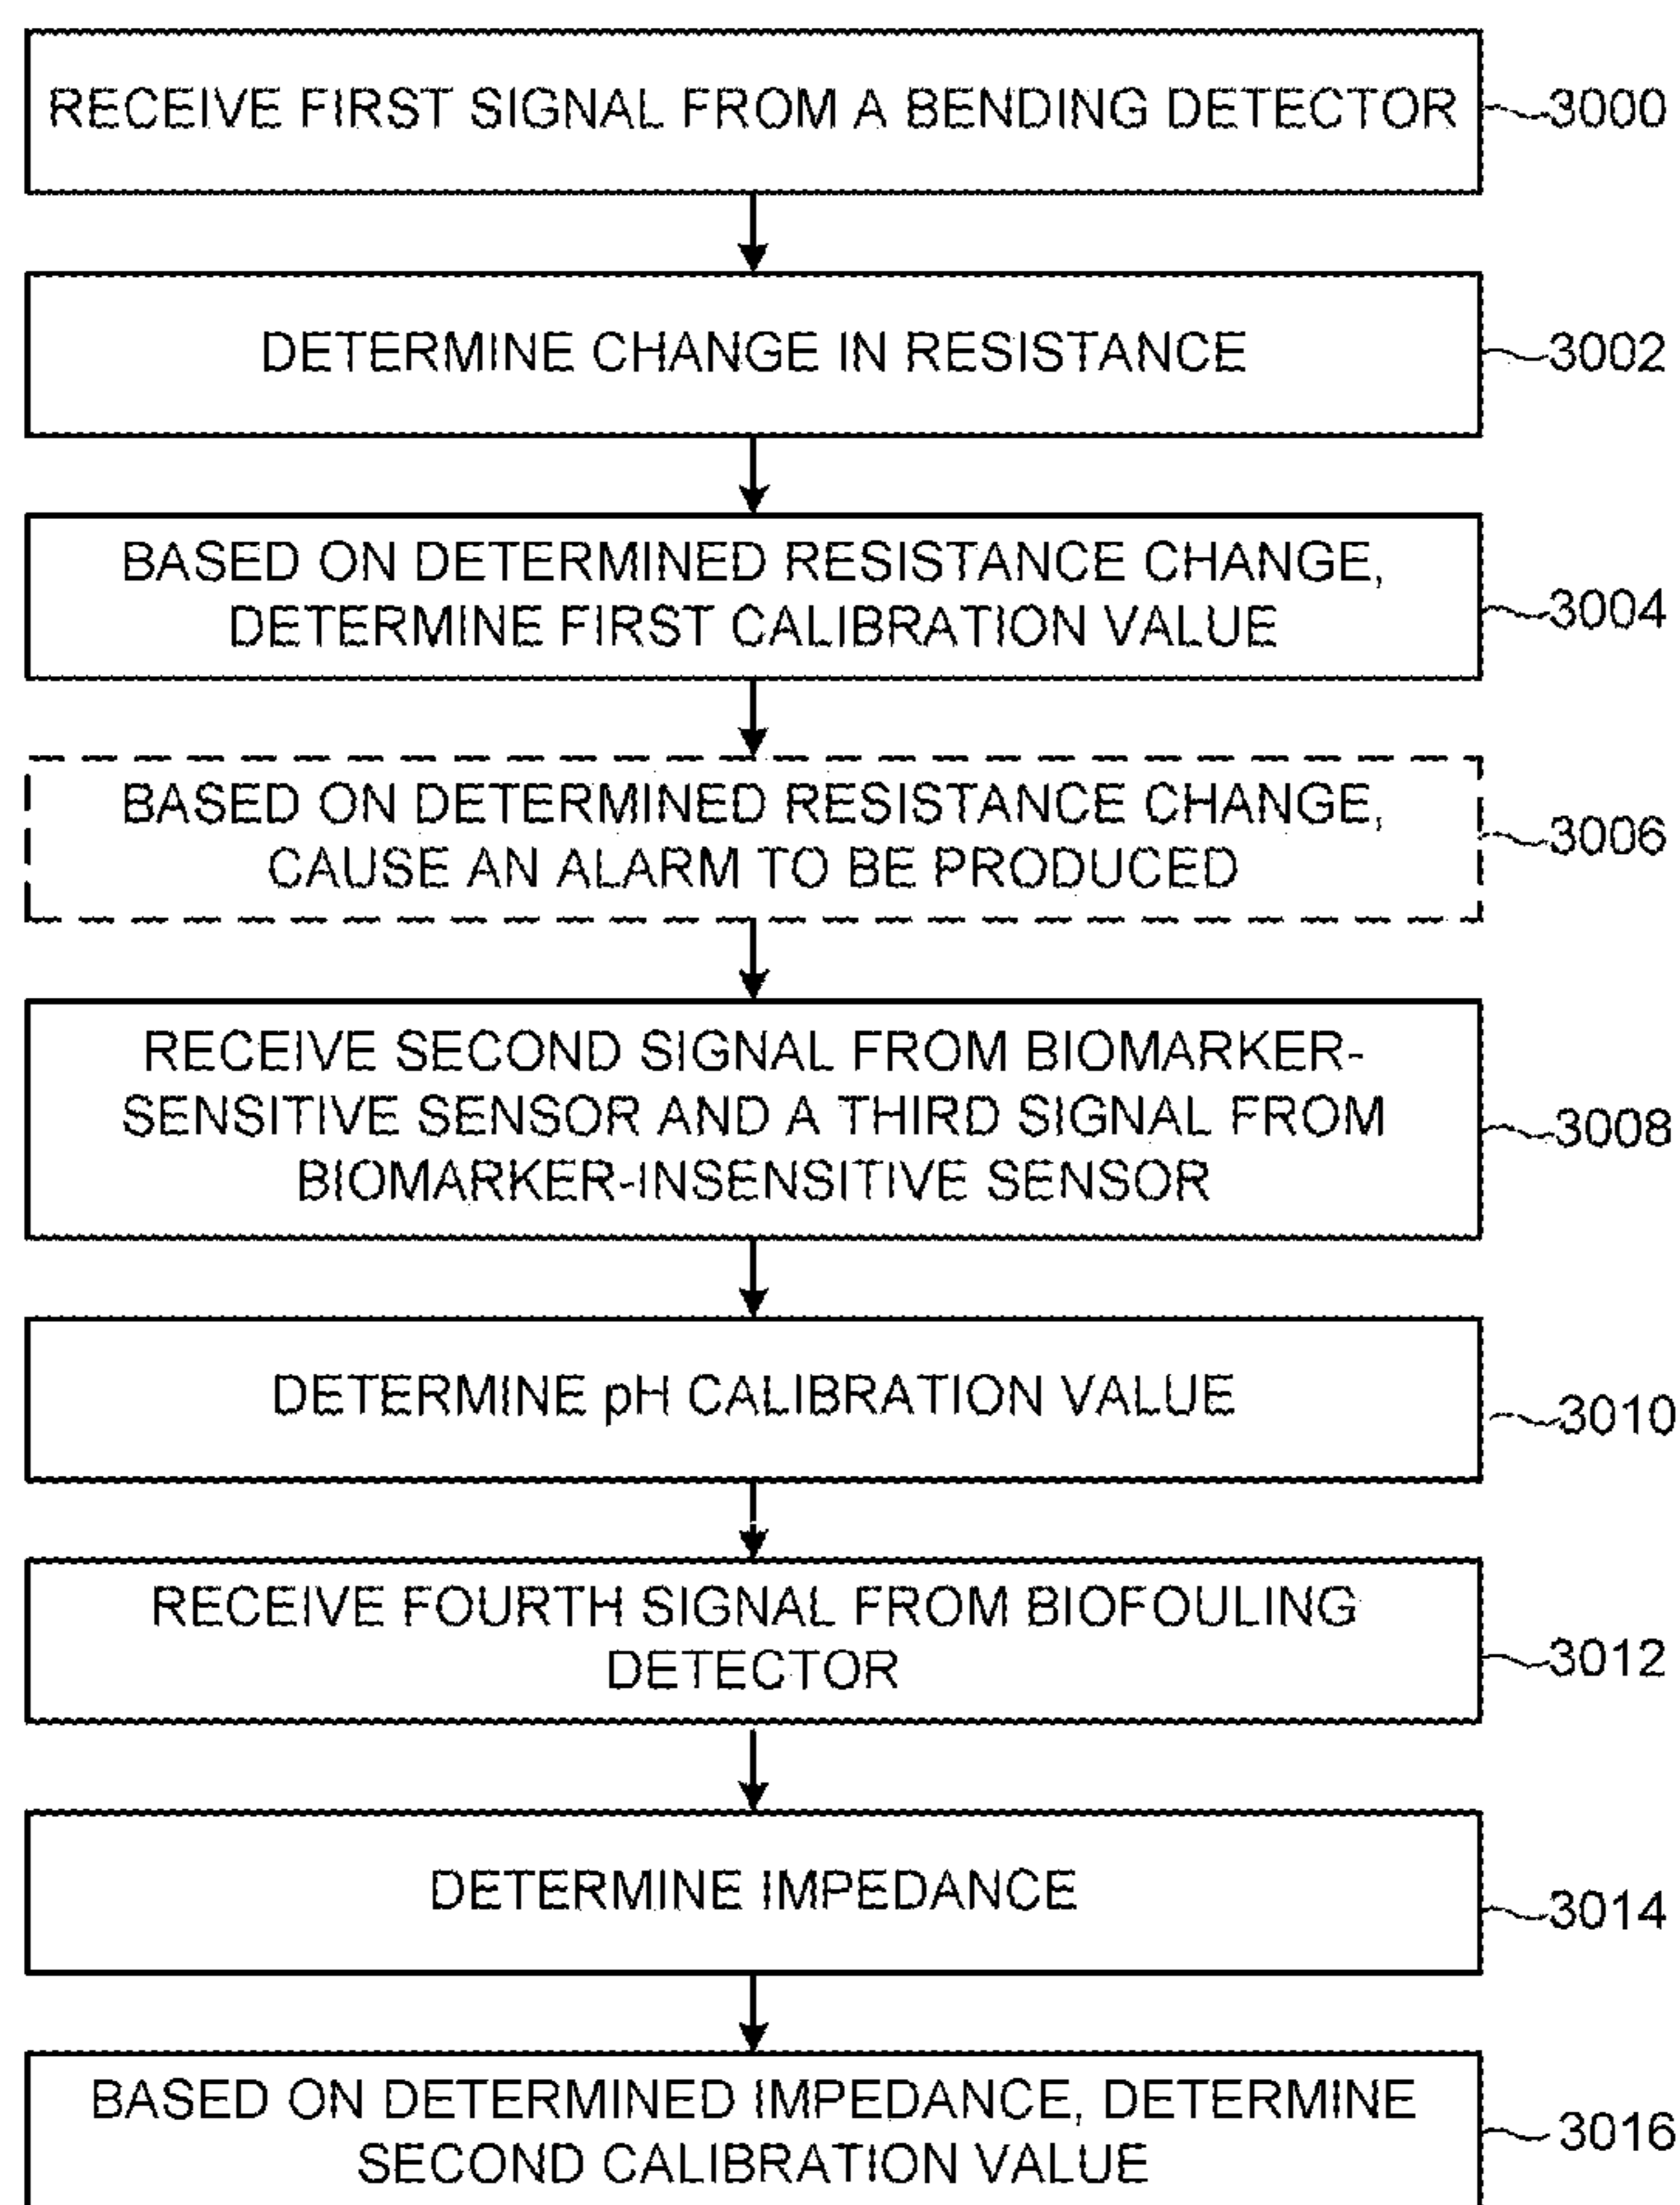 RECEIVE FIRST SIGNAL FROM A BENDING DETECTOR
3000
DETERMINE CHANGE IN RESISTANCE
3002
BASED ON DETERMINED RESISTANCE CHANGE,
DETERMINE FIRST CALIBRATION VALUE
3004
BASED ON DETERMINED RESISTANCE CHANGE,
CAUSE AN ALARM TO BE PRODUCED
3006
RECEIVE SECOND SIGNAL FROM BIOMARKER-
SENSITIVE SENSOR AND A THIRD SIGNAL FROM
BIOMARKER-INSENSITIVE SENSOR
3008
DETERMINE pH CALIBRATION VALUE
3010
RECEIVE FOURTH SIGNAL FROM BIOFOULING
DETECTOR
3012
DETERMINE IMPEDANCE
3014
BASED ON DETERMINED IMPEDANCE, DETERMINE
SECOND CALIBRATION VALUE
3016